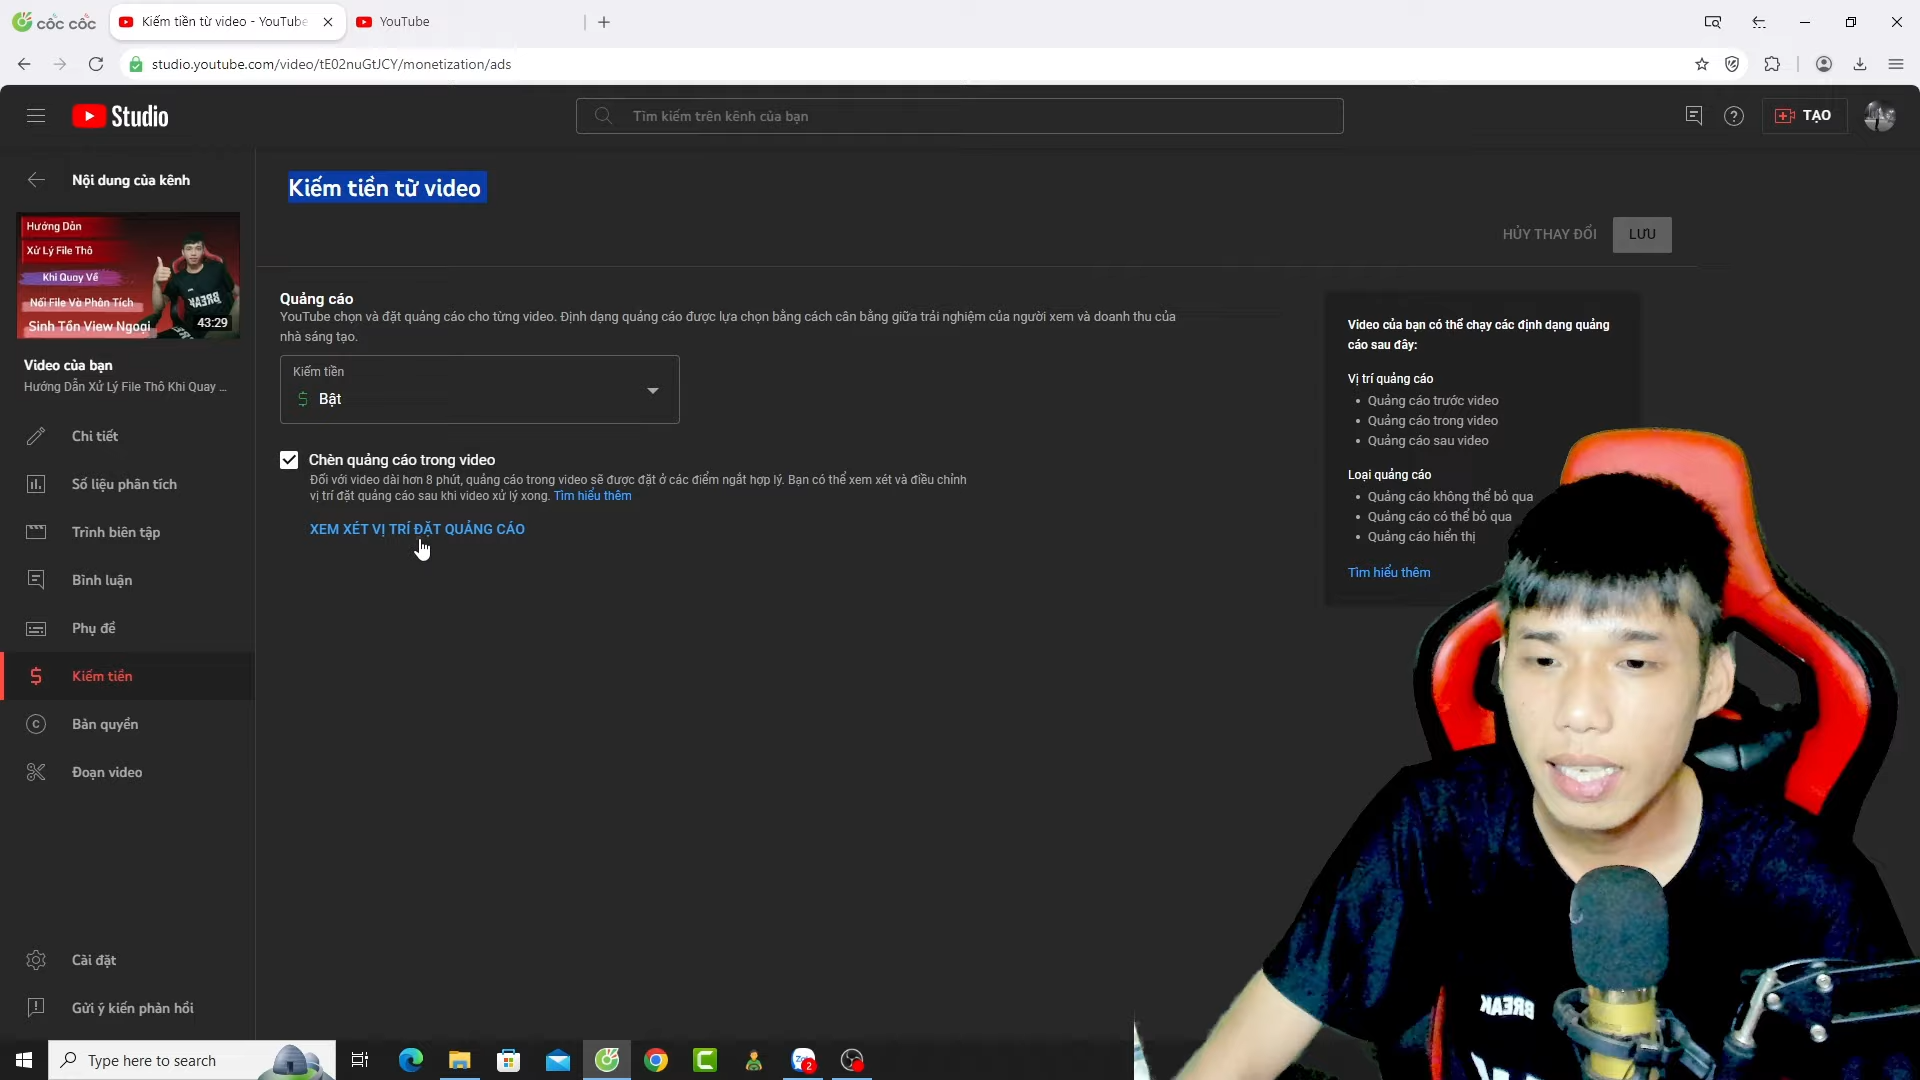 cốc cốc
Kiếm tiền từ video - YouTube
YouTube
studio.youtube.com/video/tE02nuGtJCY/monetization/ads
Studio
Tìm kiếm trên kênh của bạn
TẠO
Nội dung của kênh
Kiếm tiền từ video
HỦY THAY ĐỔI
LƯU
Hướng Dẫn
Xử Lý File Thô
Khi Quay Về
Nối File Và Phân Tích
Sinh Tồn View Ngoại
43:29
Video của bạn
Hướng Dẫn Xử Lý File Thô Khi Quay ...
Chi tiết
Số liệu phân tích
Trình biên tập
Bình luận
Phụ đề
Kiếm tiền
Bản quyền
Đoạn video
Cài đặt
Gửi ý kiến phản hồi
Quảng cáo
YouTube chọn và đặt quảng cáo cho từng video. Định dạng quảng cáo được lựa chọn bằng cách cân bằng giữa trải nghiệm của người xem và doanh thu của
nhà sáng tạo.
Kiếm tiền
Bật
Chèn quảng cáo trong video
Đối với video dài hơn 8 phút, quảng cáo trong video sẽ được đặt ở các điểm ngắt hợp lý. Bạn có thể xem xét và điều chỉnh
vị trí đặt quảng cáo sau khi video xử lý xong. Tìm hiểu thêm
XEM XÉT VỊ TRÍ ĐẶT QUẢNG CÁO
Video của bạn có thể chạy các định dạng quảng
cáo sau đây:
Vị trí quảng cáo
• Quảng cáo trước video
• Quảng cáo trong video
• Quảng cáo sau video
Loại quảng cáo
• Quảng cáo không thể bỏ qua
• Quảng cáo có thể bỏ qua
• Quảng cáo hiển thị
Tìm hiểu thêm
BREAK
Type here to search
Zalo
2